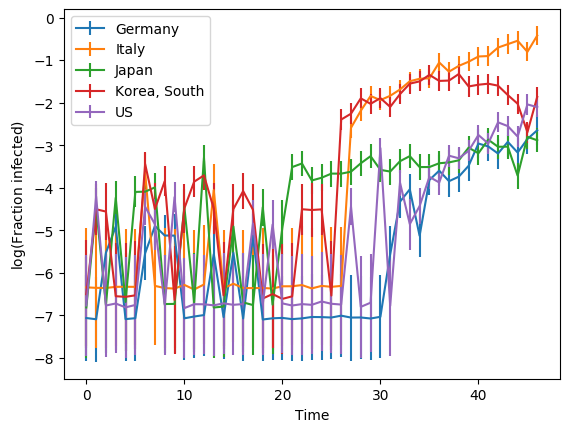 0
−1
−2
−3
−4
−5
−6
−7
−8
log(Fraction infected)
Germany
Italy
Japan
Korea, South
US
0 10 20 30 40
Time